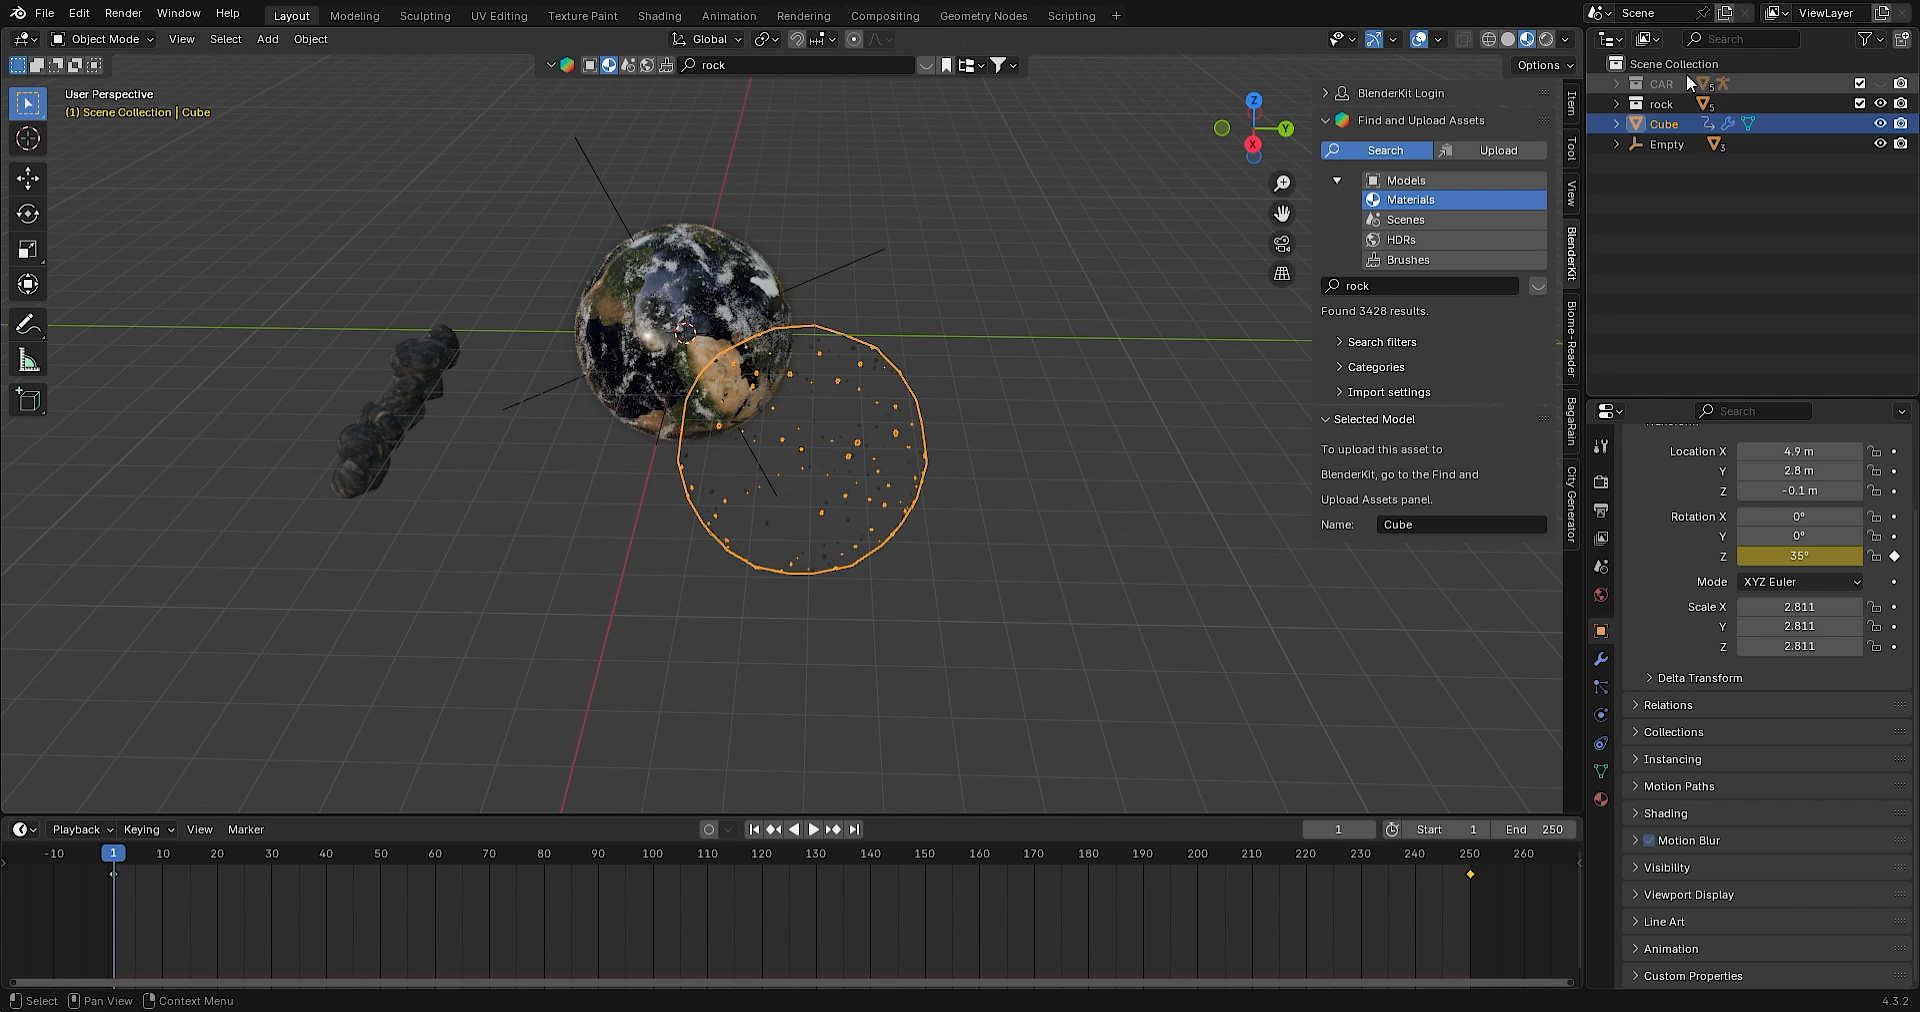 File Edit Render Window Help Layout Modeling Sculpting UV Editing Texture Paint Shading Animation Rendering Compositing Geometry Nodes Scripting + Scene ViewLayer
Object Mode View Select Add Object Global Search
rock Options
User Perspective
(1) Scene Collection | Cube
Z
Y
X
BlenderKit Login
Find and Upload Assets
Search Upload
Models
Materials
Scenes
HDRs
Brushes
rock
Found 3428 results.
Search filters
Categories
Import settings
Selected Model
To upload this asset to
BlenderKit, go to the Find and
Upload Assets panel.
Name: Cube
Item
Tool
View
BlenderKit
Biome-Reader
BagaRain
City Generator
Scene Collection
CAR 5
rock 5
Cube
Empty 3
Search
Location X 4.9 m
Y 2.8 m
Z -0.1 m
Rotation X 0°
Y 0°
Z 35°
Mode XYZ Euler
Scale X 2.811
Y 2.811
Z 2.811
Delta Transform
Relations
Collections
Instancing
Motion Paths
Shading
Motion Blur
Visibility
Viewport Display
Line Art
Animation
Custom Properties
Playback Keying View Marker 1 Start 1 End 250
-10 1 10 20 30 40 50 60 70 80 90 100 110 120 130 140 150 160 170 180 190 200 210 220 230 240 250 260
Select Pan View Context Menu 4.3.2